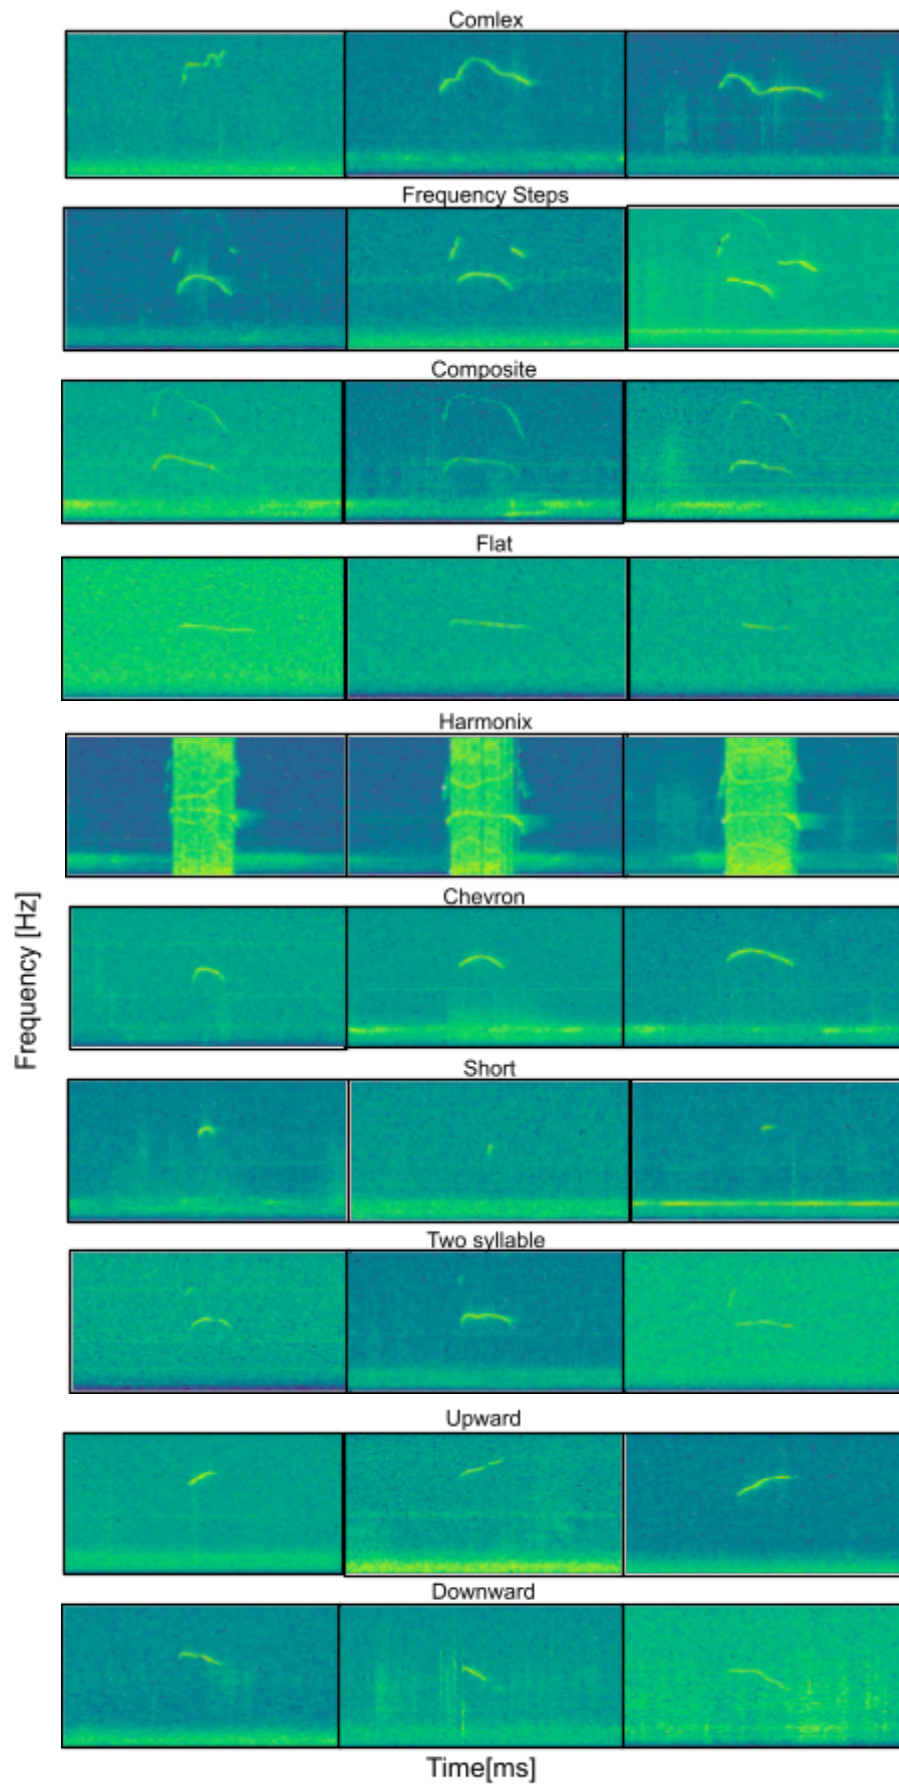 Comlex
Frequency Steps
Composite
Flat
Harmonix
Chevron
Short
Two syllable
Upward
Downward
Frequency [Hz]
Time[ms]